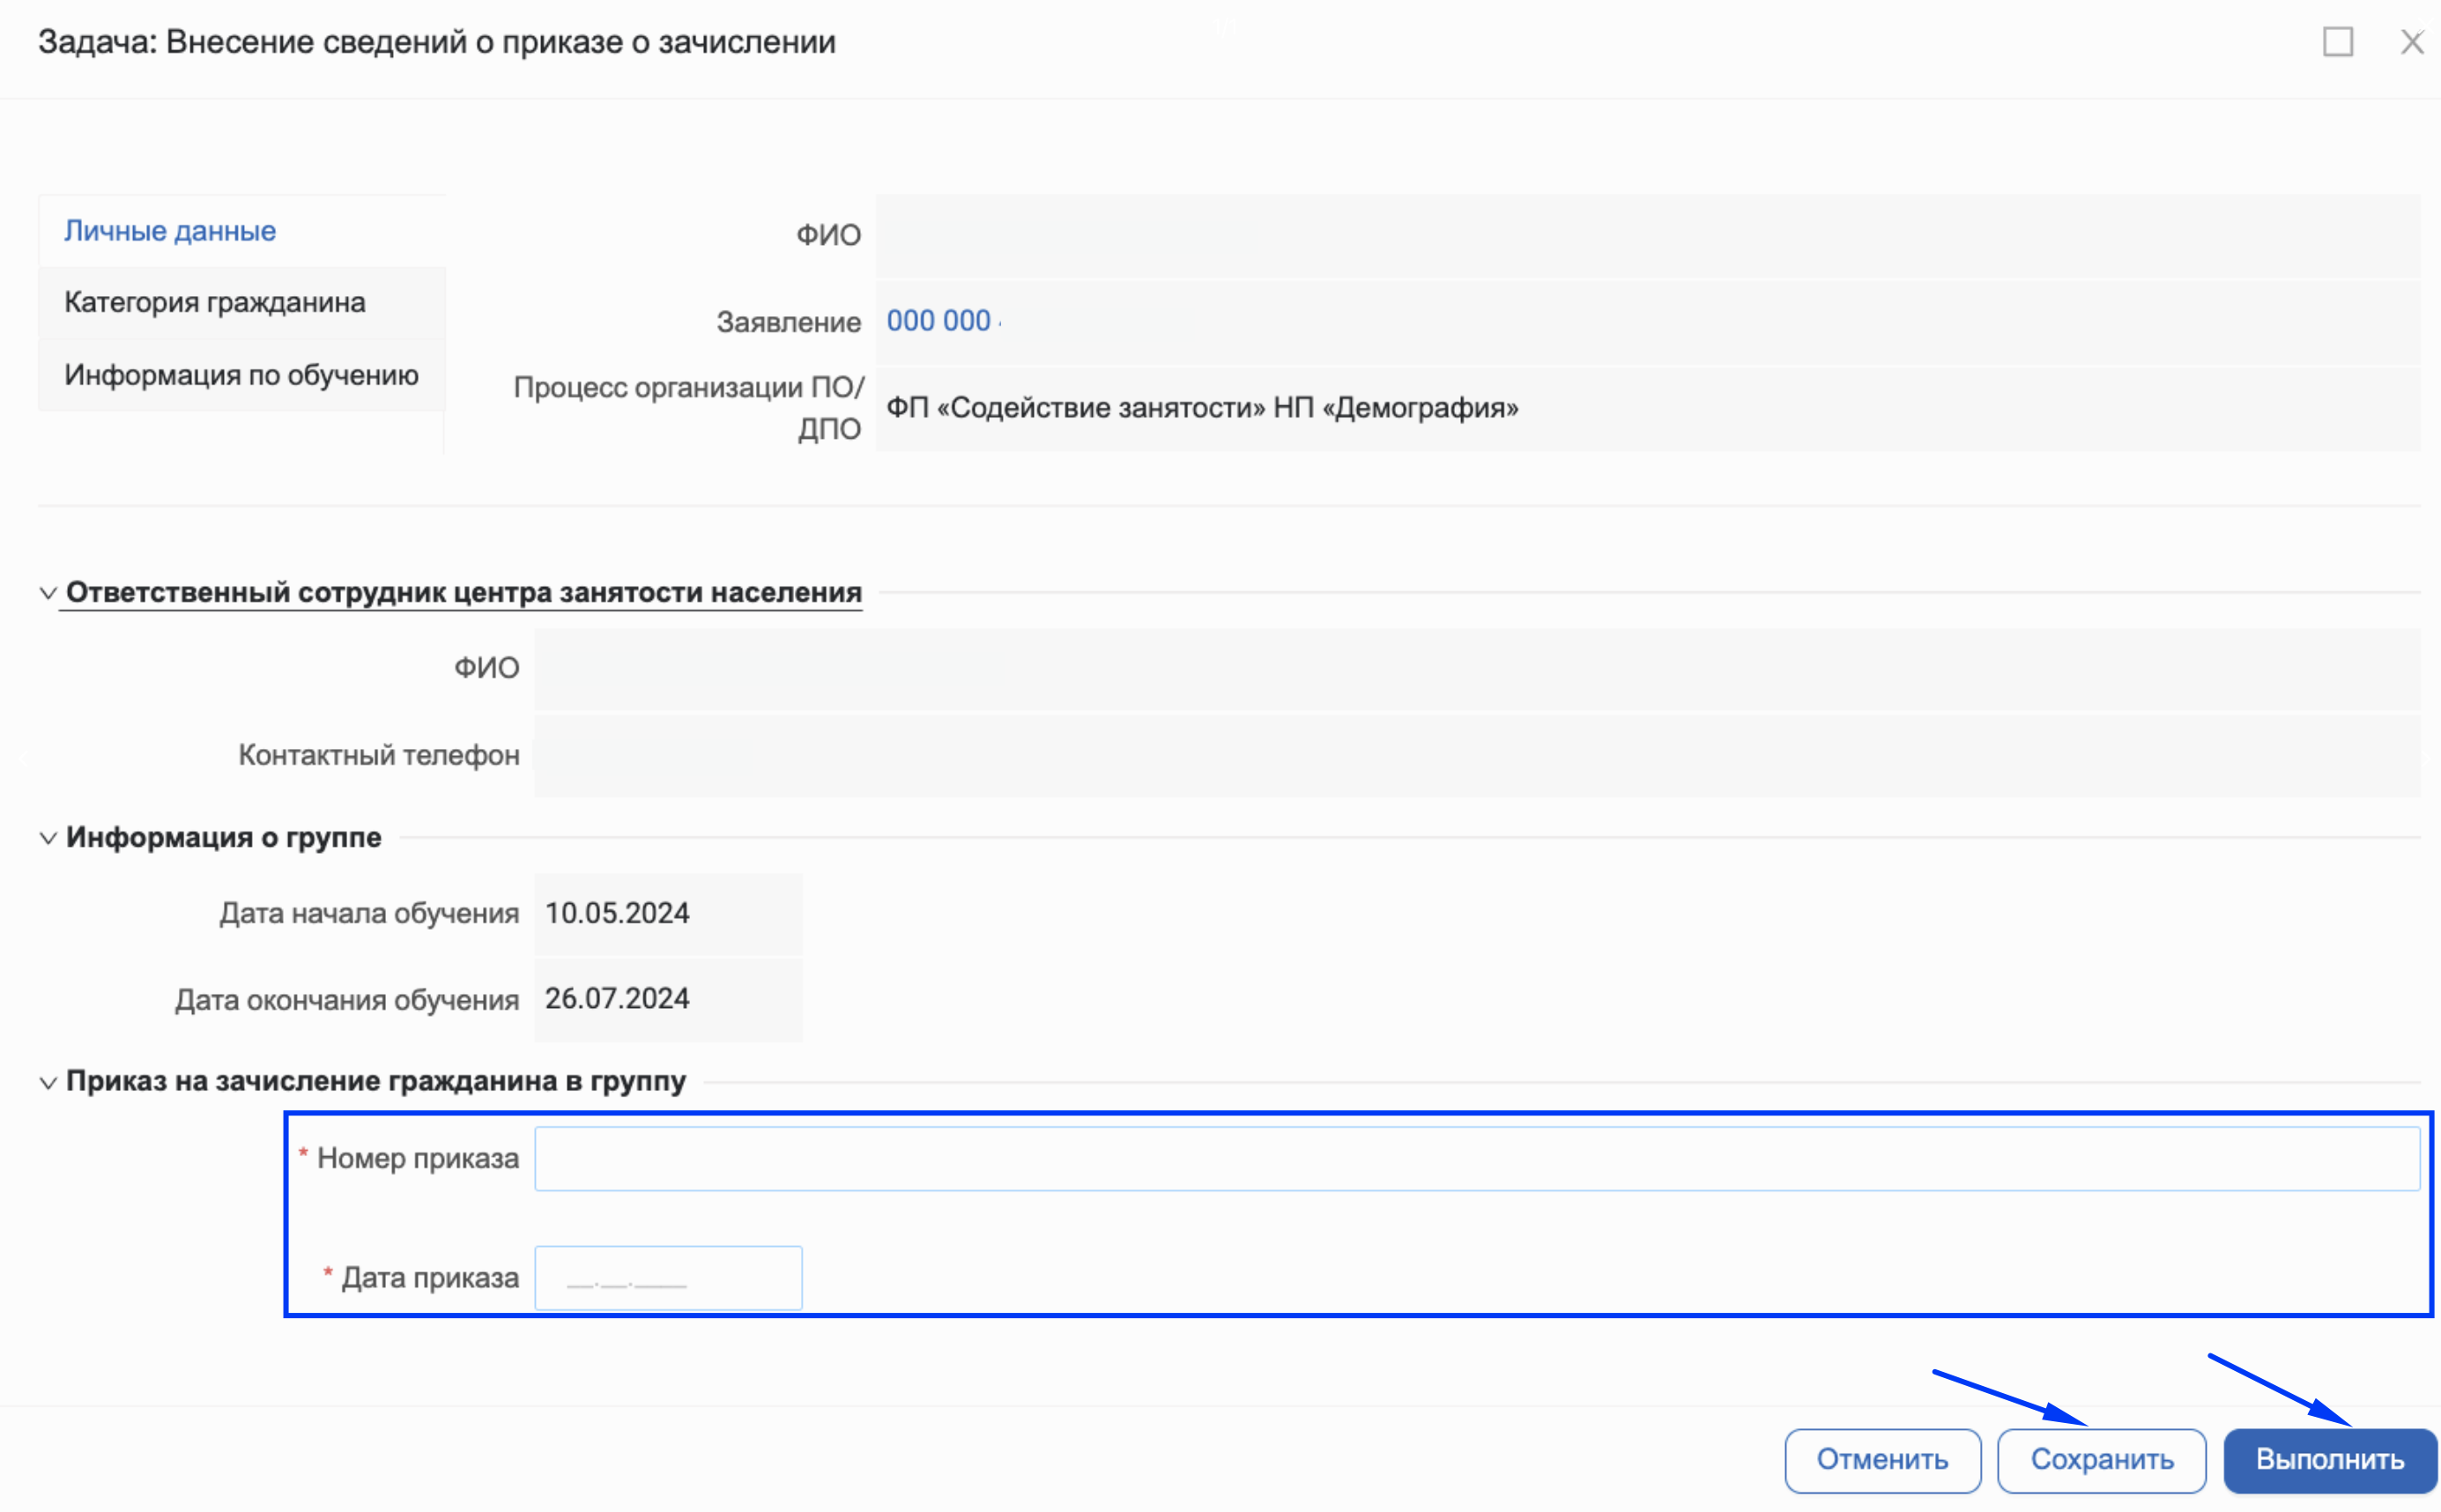 Задача: Внесение сведений о приказе о зачислении
Личные данные
Категория гражданина
Информация по обучению
ФИО
Заявление 000 000
Процесс организации ПО/
ДПО
ФП «Содействие занятости» НП «Демография»
Ответственный сотрудник центра занятости населения
ФИО
Контактный телефон
Информация о группе
Дата начала обучения 10.05.2024
Дата окончания обучения 26.07.2024
Приказ на зачисление гражданина в группу
* Номер приказа
* Дата приказа __.__.____
Отменить Сохранить Выполнить